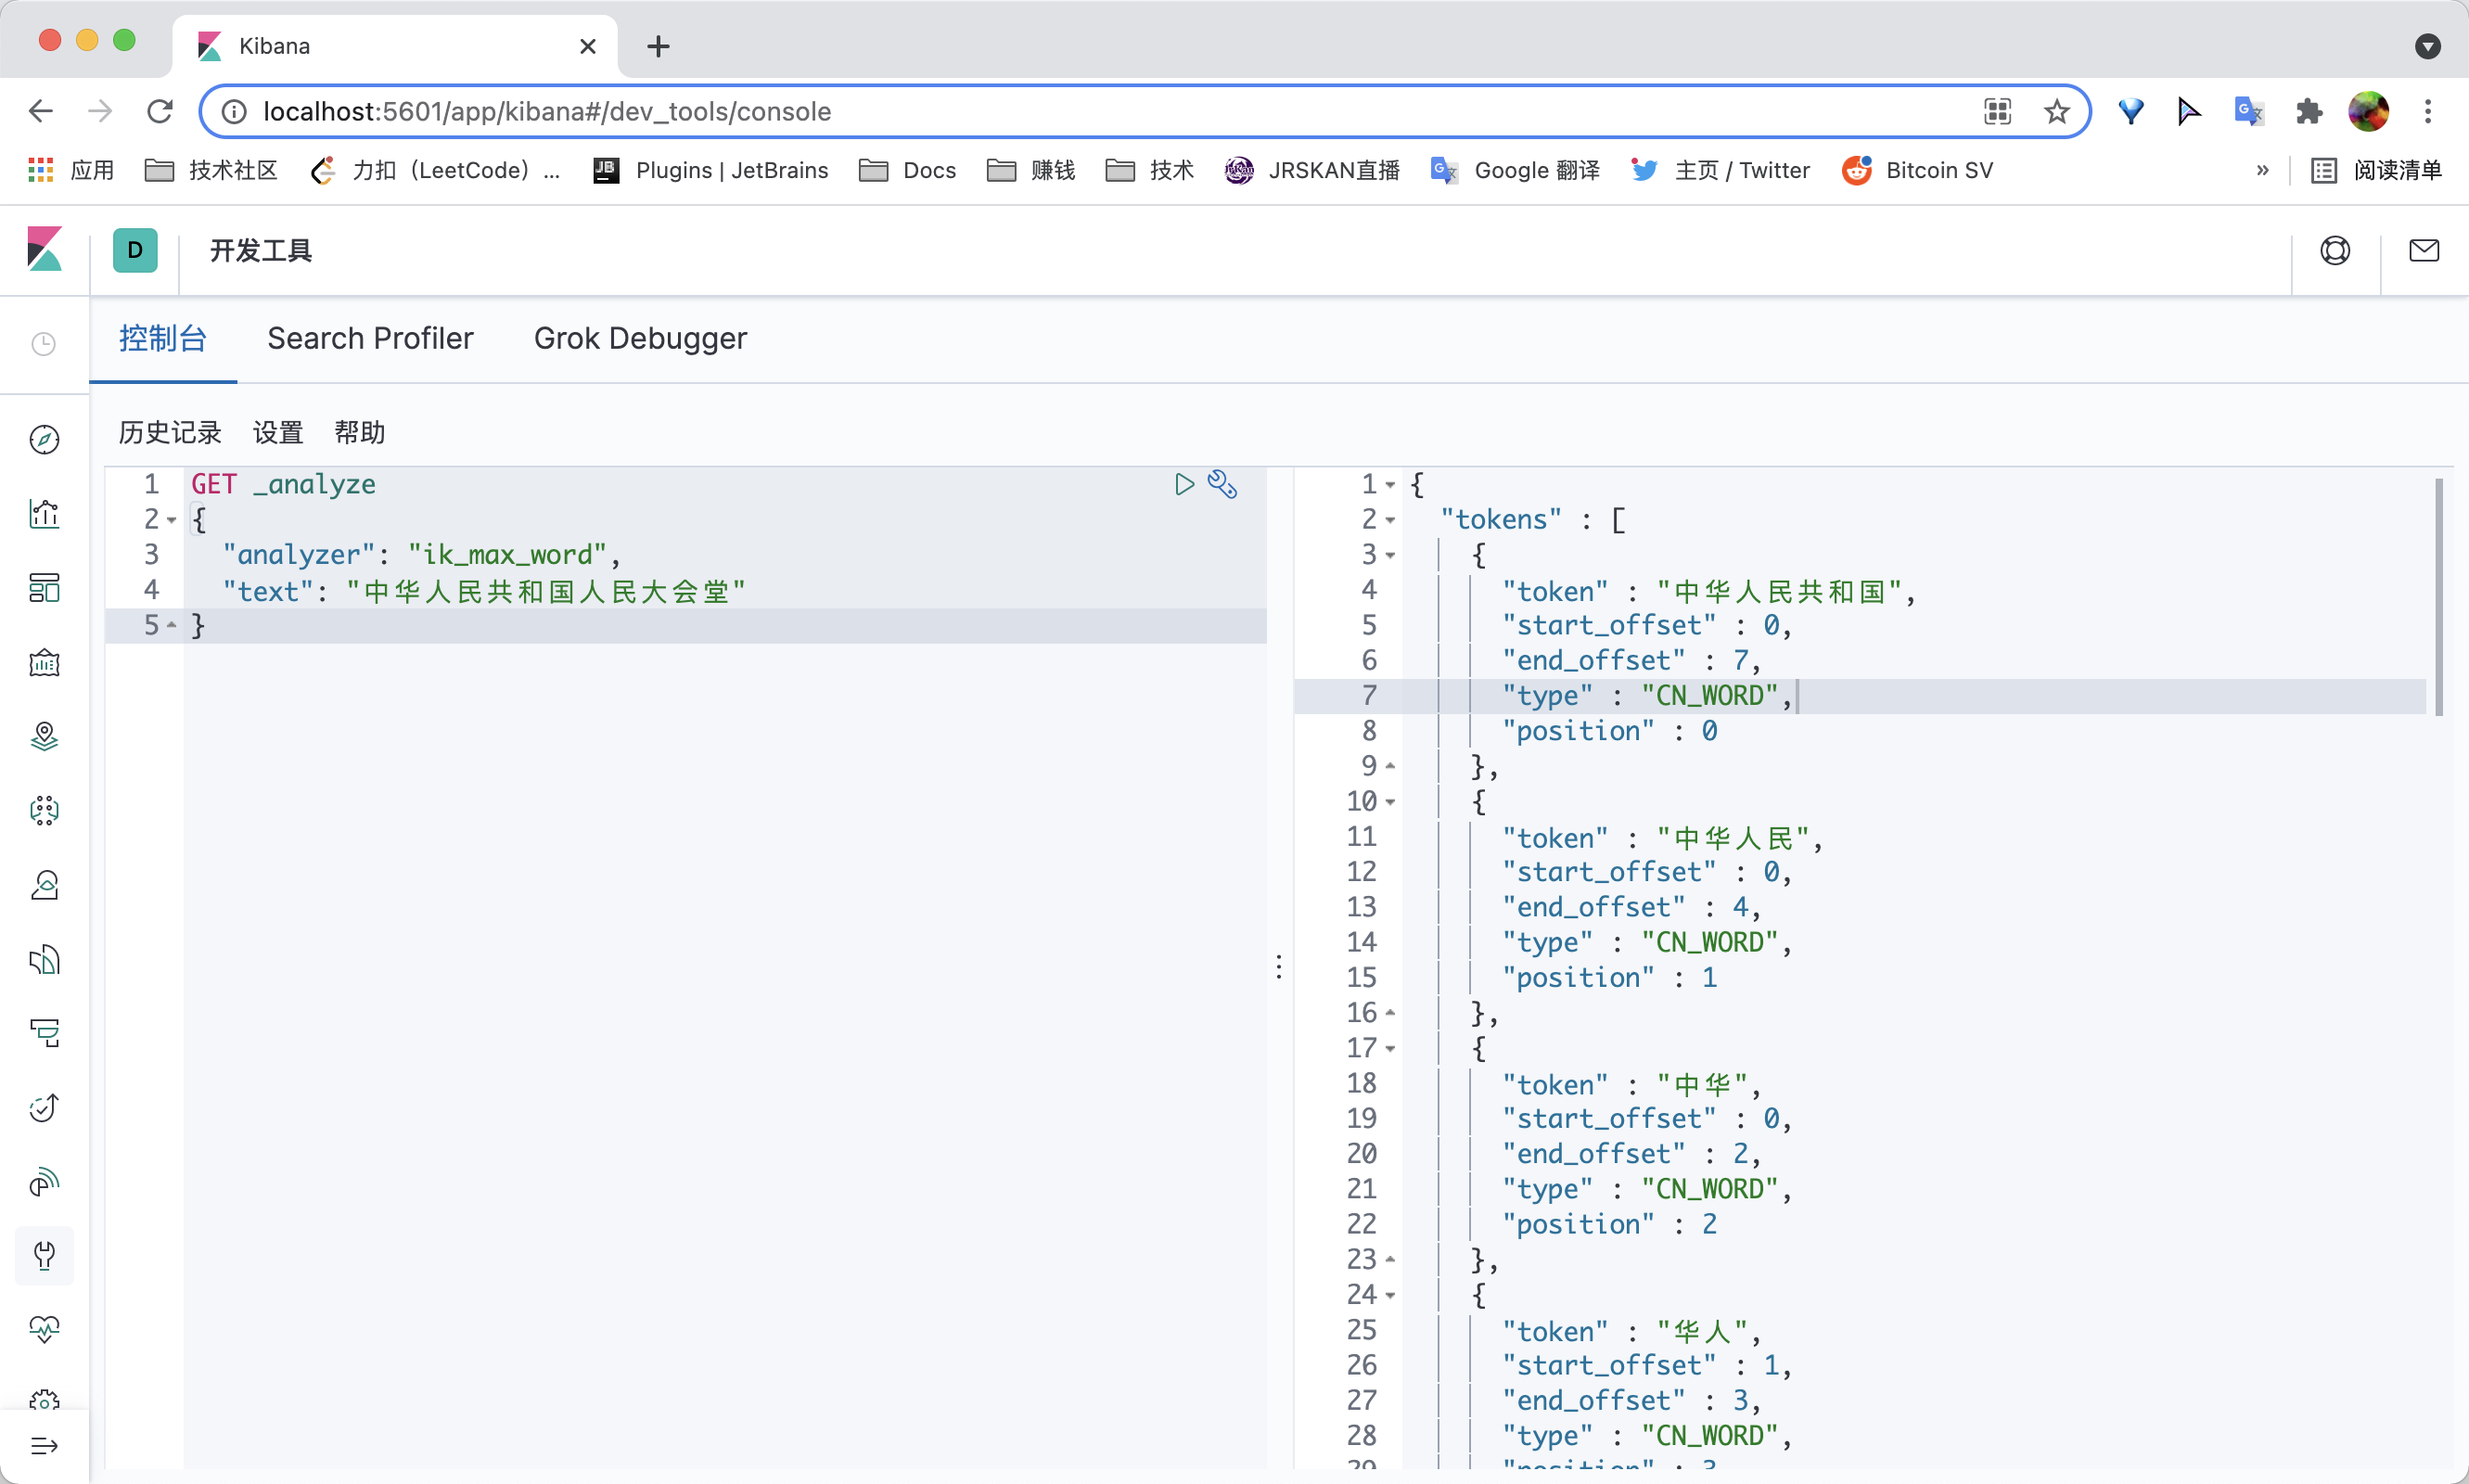 Kibana
localhost:5601/app/kibana#/dev_tools/console
应用 技术社区 力扣（LeetCode）... Plugins | JetBrains Docs 赚钱 技术 JRSKAN直播 Google 翻译 主页 / Twitter Bitcoin SV » 阅读清单
D 开发工具
控制台 Search Profiler Grok Debugger
历史记录 设置 帮助
1 GET _analyze
2 {
3 "analyzer": "ik_max_word",
4 "text": "中华人民共和国人民大会堂"
5 }
1 {
2 "tokens" : [
3 {
4 "token" : "中华人民共和国",
5 "start_offset" : 0,
6 "end_offset" : 7,
7 "type" : "CN_WORD",
8 "position" : 0
9 },
10 {
11 "token" : "中华人民",
12 "start_offset" : 0,
13 "end_offset" : 4,
14 "type" : "CN_WORD",
15 "position" : 1
16 },
17 {
18 "token" : "中华",
19 "start_offset" : 0,
20 "end_offset" : 2,
21 "type" : "CN_WORD",
22 "position" : 2
23 },
24 {
25 "token" : "华人",
26 "start_offset" : 1,
27 "end_offset" : 3,
28 "type" : "CN_WORD",
29 "position" : 3